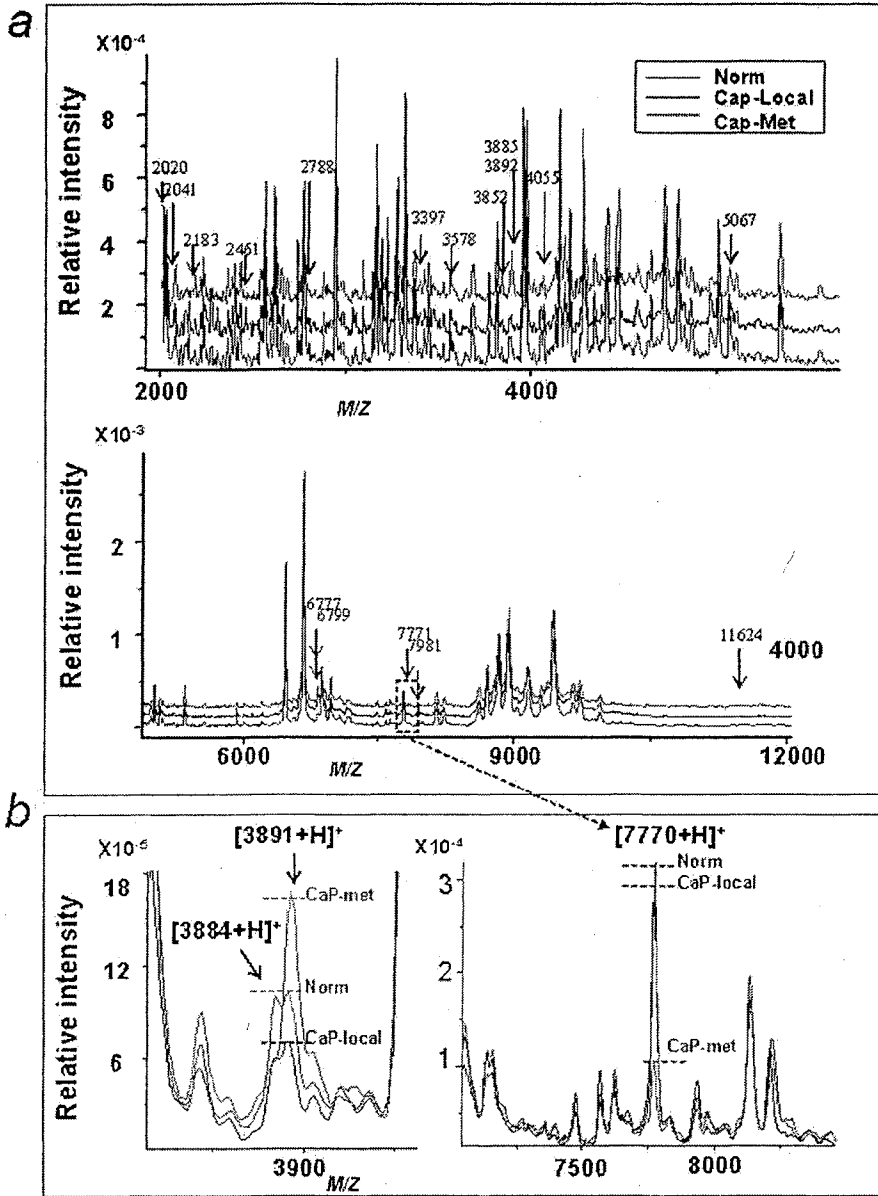 a
X10-4
Norm
Cap-Local
Cap-Met
Relative intensity
8
6
4
2
2020
2041
2183
2461
2788
3397
3578
3852
3885
3892
4055
5067
2000
4000
M/Z
X10-3
Relative intensity
2
1
6777
6799
7771
7981
11624
4000
6000
9000
12000
M/Z
b
X10-5
[3891+H]+
[3884+H]+
CaP-met
Norm
CaP-local
Relative intensity
18
12
6
3900
M/Z
X10-4
[7770+H]+
Norm
CaP-local
CaP-met
3
2
1
7500
8000